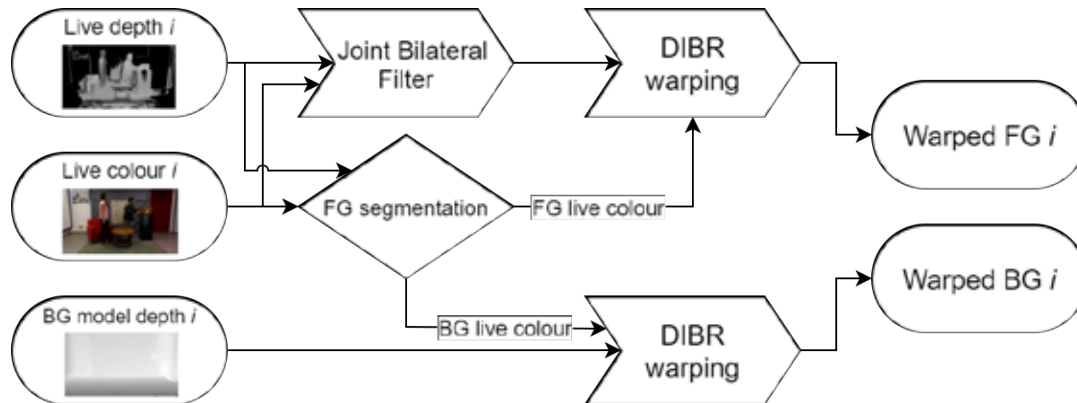 Live depth i
Joint Bilateral
Filter
DIBR
warping
Warped FG i
Live colour i
FG segmentation
FG live colour
Warped BG i
BG model depth i
BG live colour
DIBR
warping